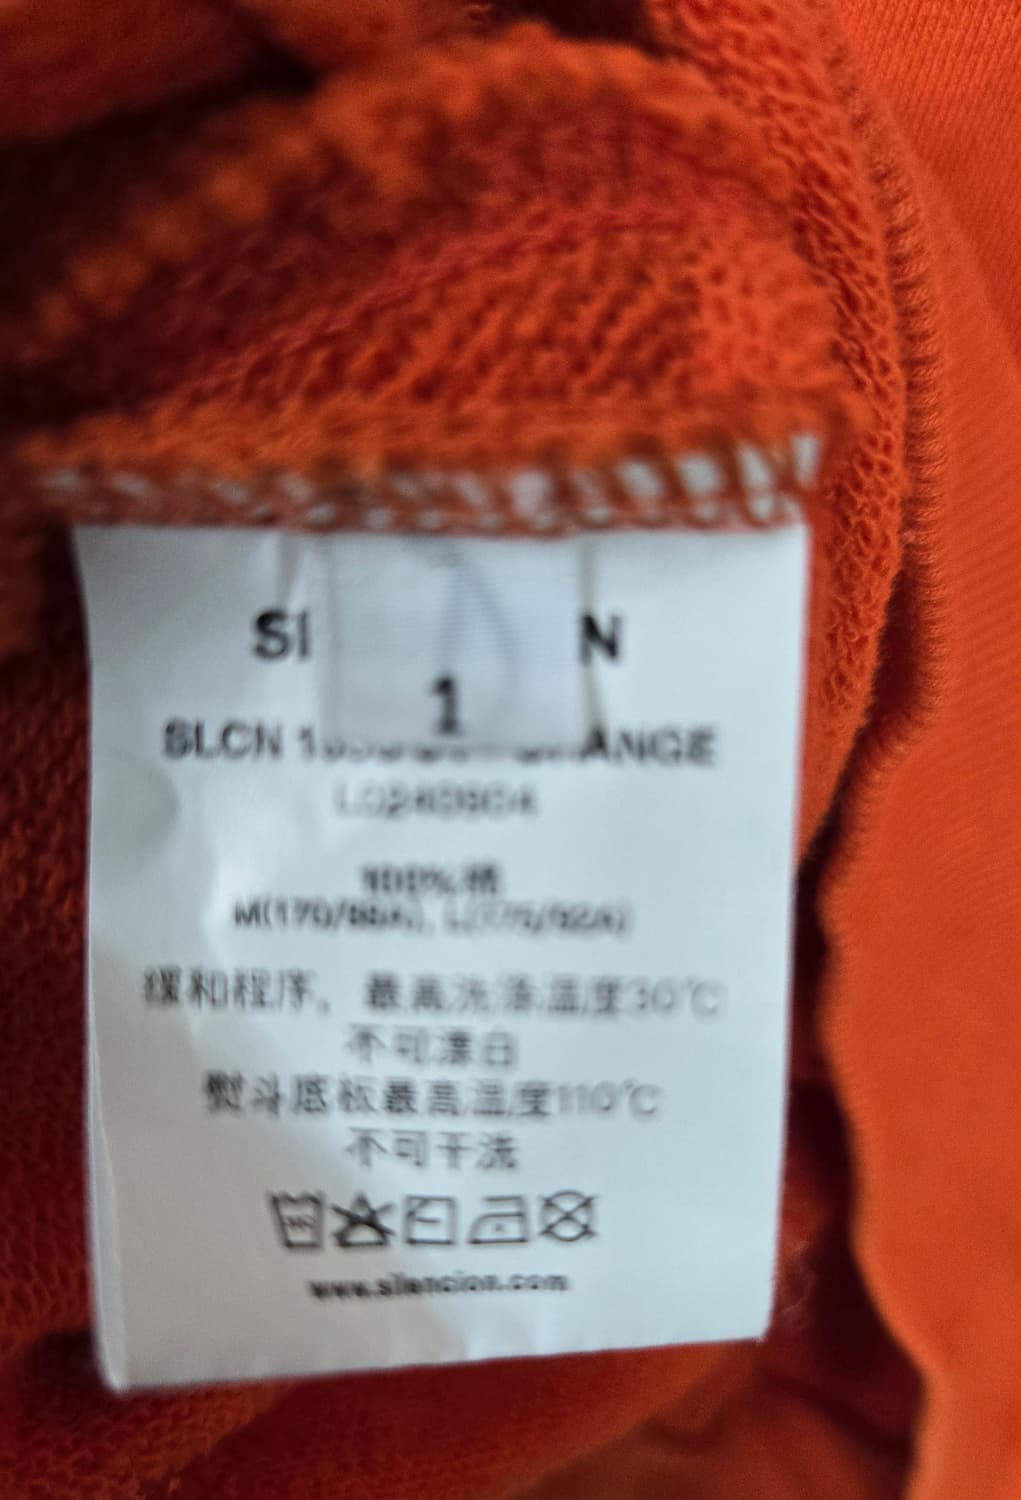 SI N
1
SLCN ORANGE
LQ240904
100% 棉
M(170/88A), L(175/92A)
缓和程序，最高洗涤温度30℃
不可漂白
熨斗底板最高温度110℃
不可干洗
www.silencion.com